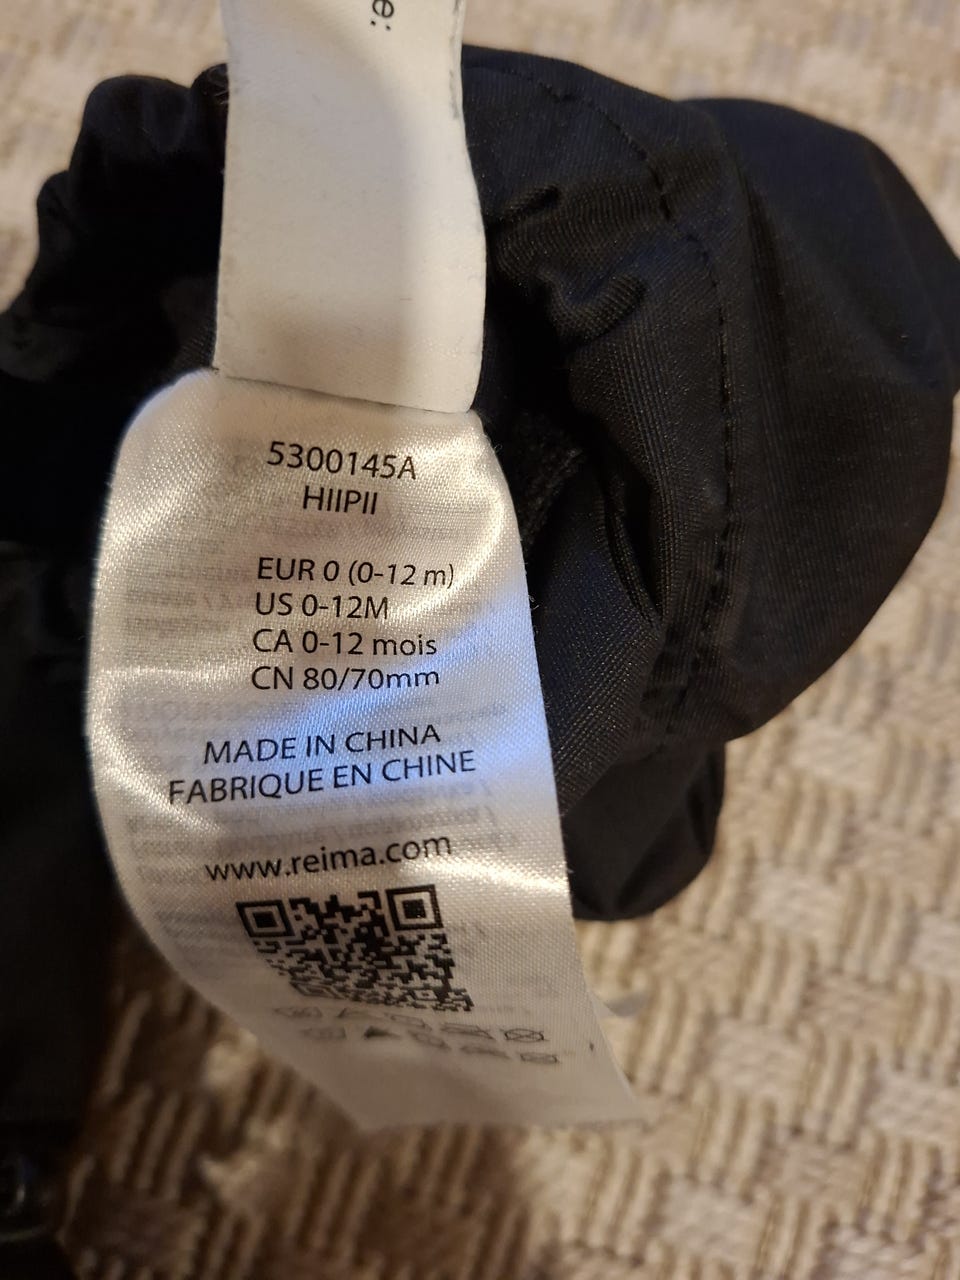 e:
5300145A
HIIPII
EUR 0 (0-12 m)
US 0-12M
CA 0-12 mois
CN 80/70mm
MADE IN CHINA
FABRIQUE EN CHINE
www.reima.com